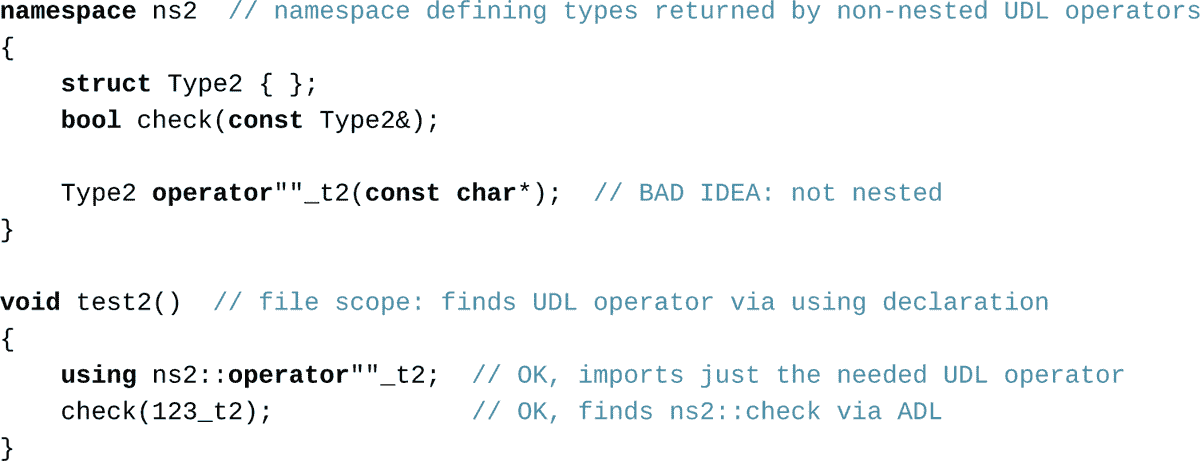 namespace ns2  // namespace defining types returned by non-nested UDL operators
{
    struct Type2 { };
    bool check(const Type2&);

    Type2 operator""_t2(const char*);  // BAD IDEA: not nested
}

void test2()  // file scope: finds UDL operator via using declaration
{
    using ns2::operator""_t2;  // OK, imports just the needed UDL operator
    check(123_t2);             // OK, finds ns2::check via ADL
}